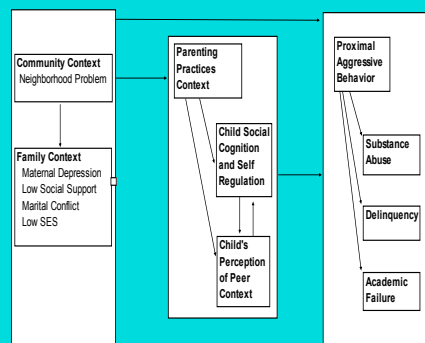 Community Context
Neighborhood Problem
Family Context
Maternal Depression
Low Social Support
Marital Conflict
Low SES
Parenting
Practices
Context
Child Social
Cognition
and Self
Regulation
Child's
Perception
of Peer
Context
Proximal
Aggressive
Behavior
Substance
Abuse
Delinquency
Academic
Failure